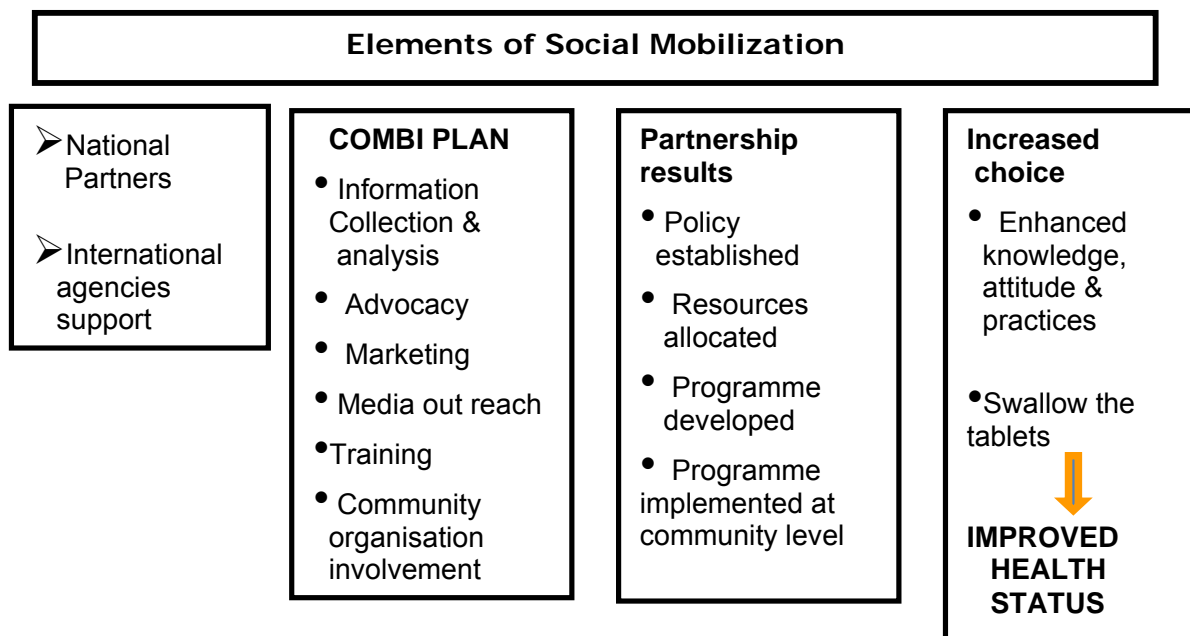 Elements of Social Mobilization
➢National
Partners
➢International
agencies
support
COMBI PLAN
• Information
Collection &
analysis
• Advocacy
• Marketing
• Media out reach
•Training
• Community
organisation
involvement
Partnership
results
• Policy
established
• Resources
allocated
• Programme
developed
• Programme
implemented at
community level
Increased
choice
• Enhanced
knowledge,
attitude &
practices
•Swallow the
tablets
IMPROVED
HEALTH
STATUS